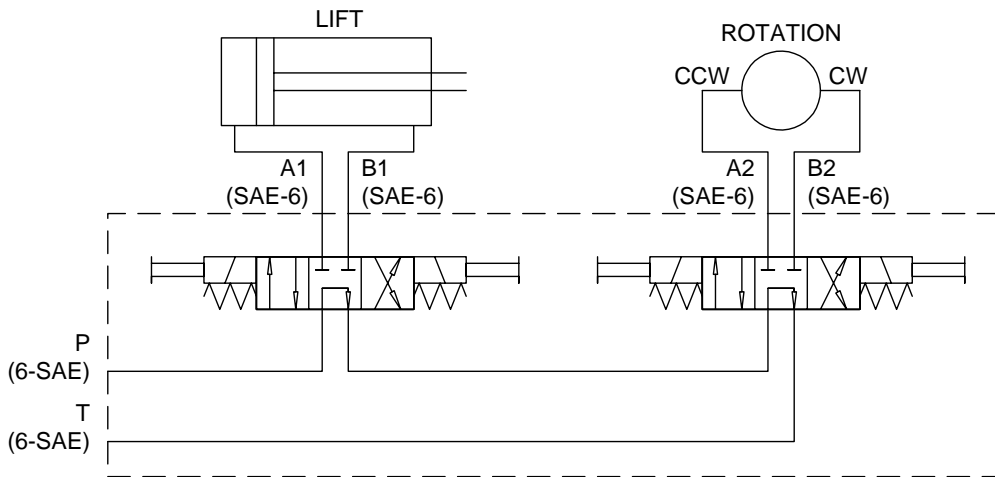 LIFT
ROTATION
CCW
CW
A1
(SAE-6)
B1
(SAE-6)
A2
(SAE-6)
B2
(SAE-6)
P
(6-SAE)
T
(6-SAE)